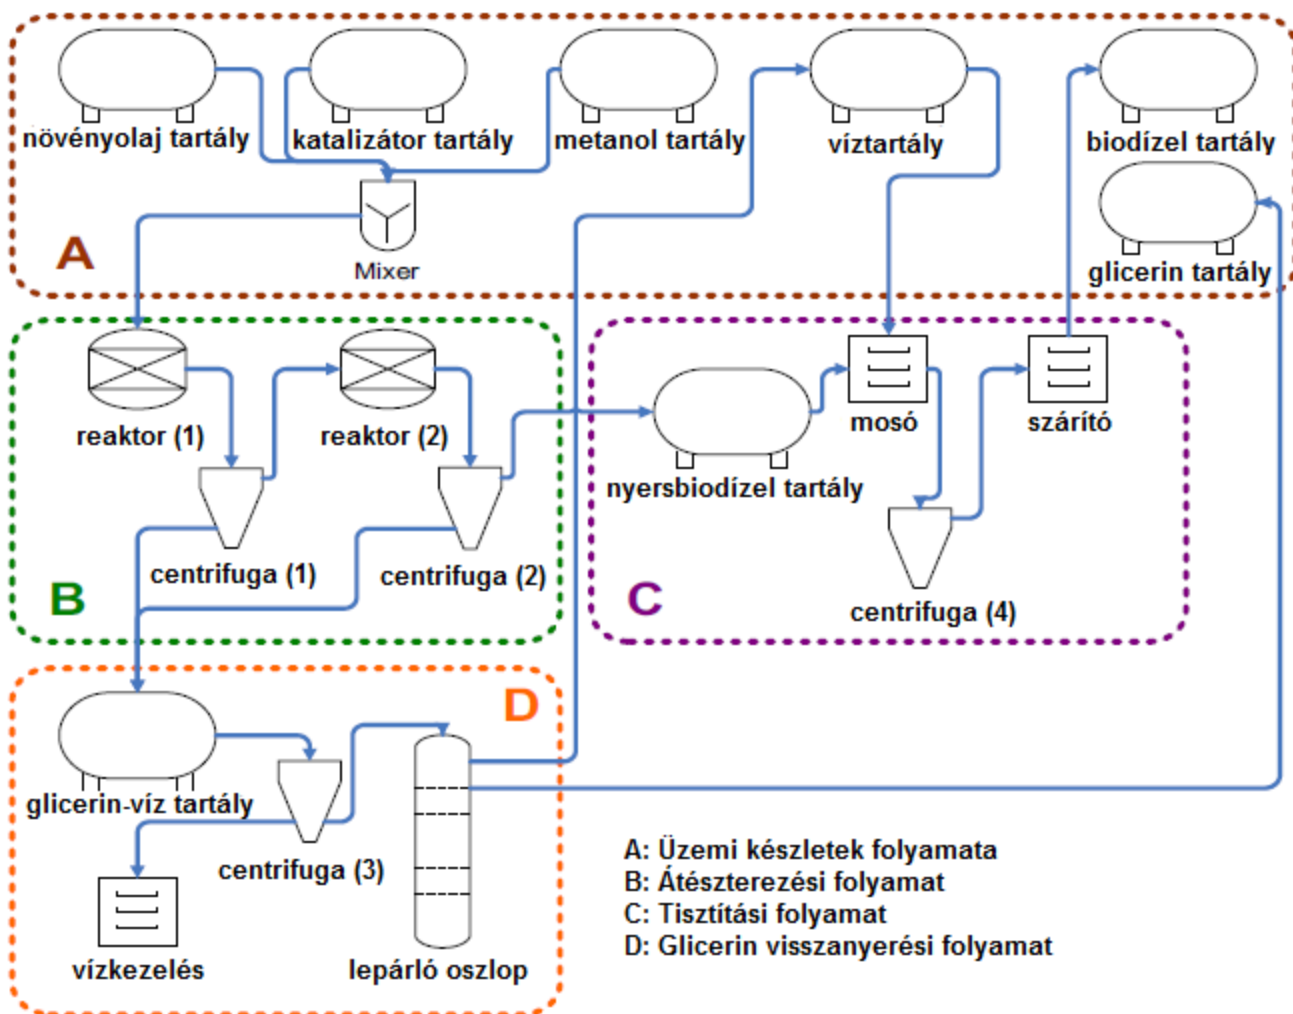 növényolaj tartály
katalizátor tartály
metanol tartály
víztartály
biodízel tartály
glicerin tartály
Mixer
A
reaktor (1)
reaktor (2)
centrifuga (1)
centrifuga (2)
B
nyersbiodízel tartály
mosó
szárító
centrifuga (4)
C
D
glicerin-víz tartály
centrifuga (3)
vízkezelés
lepárló oszlop
A: Üzemi készletek folyamata
B: Átészterezési folyamat
C: Tisztítási folyamat
D: Glicerin visszanyerési folyamat